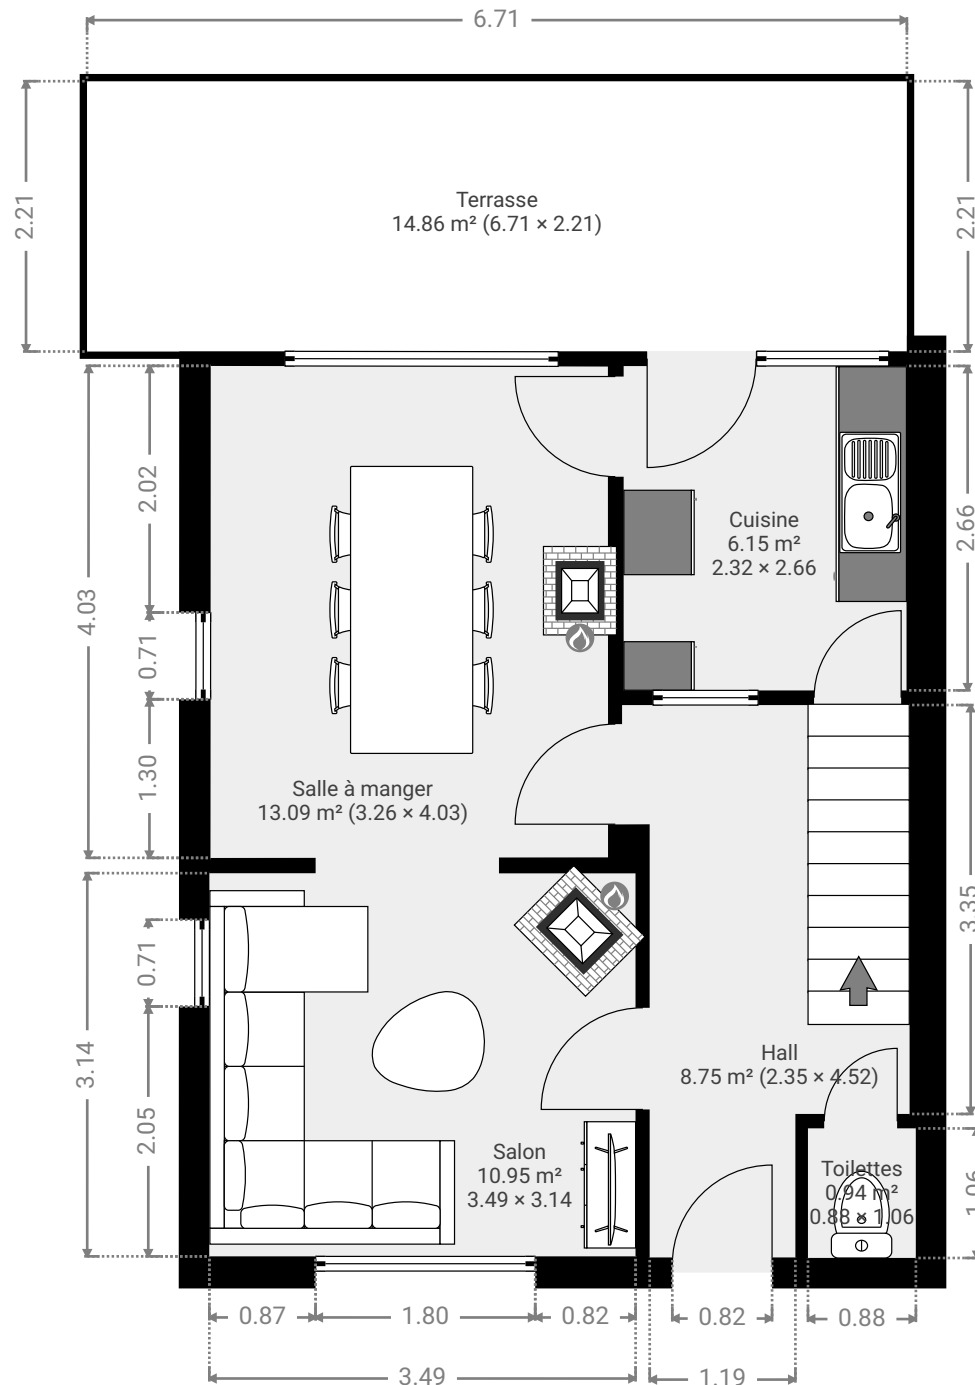 6.71
2.21
2.21
Terrasse
14.86 m² (6.71 × 2.21)
4.03
2.02
0.71
1.30
2.66
Cuisine
6.15 m²
2.32 × 2.66
Salle à manger
13.09 m² (3.26 × 4.03)
3.14
0.71
2.05
3.35
Hall
8.75 m² (2.35 × 4.52)
Salon
10.95 m²
3.49 × 3.14
Toilettes
0.94 m²
0.88 × 1.06
1.06
0.87
1.80
0.82
0.82
0.88
3.49
1.19